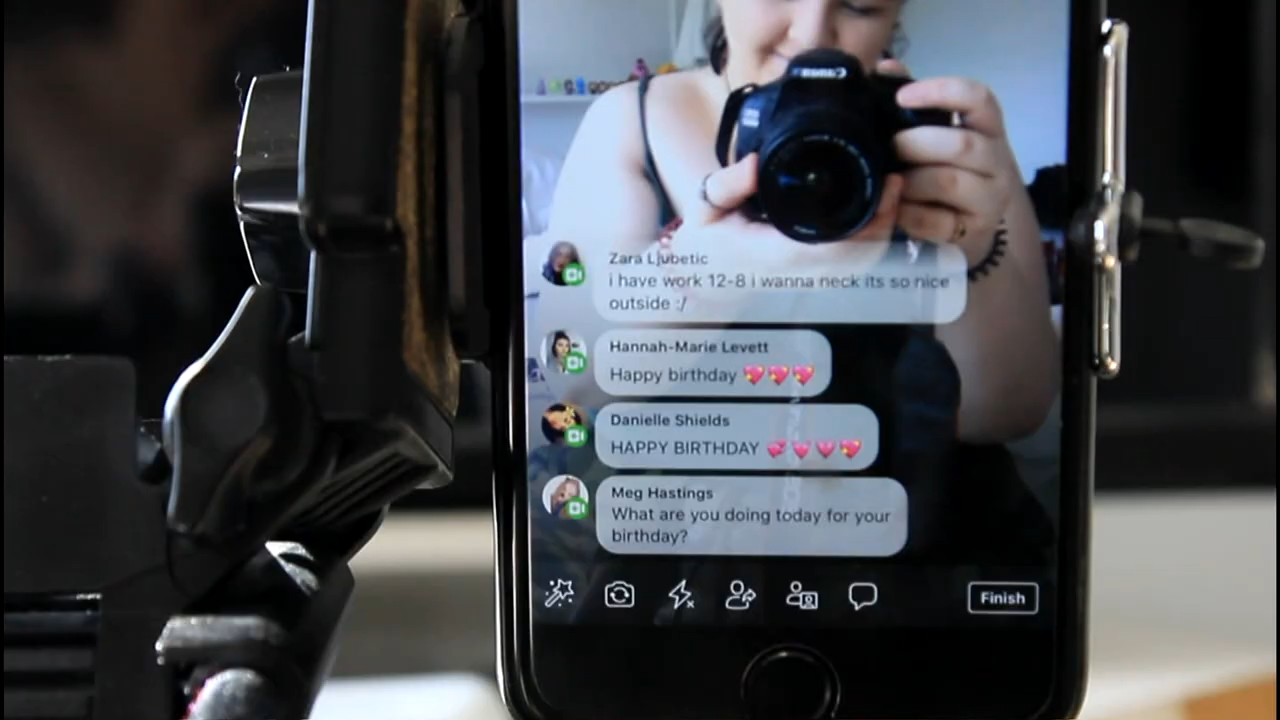 Canon
Zara Ljubetic
i have work 12-8 i wanna neck its so nice
outside :/
Hannah-Marie Levett
Happy birthday 💖💖💖
Danielle Shields
HAPPY BIRTHDAY 💞💓💓💖
Meg Hastings
What are you doing today for your
birthday?
Finish